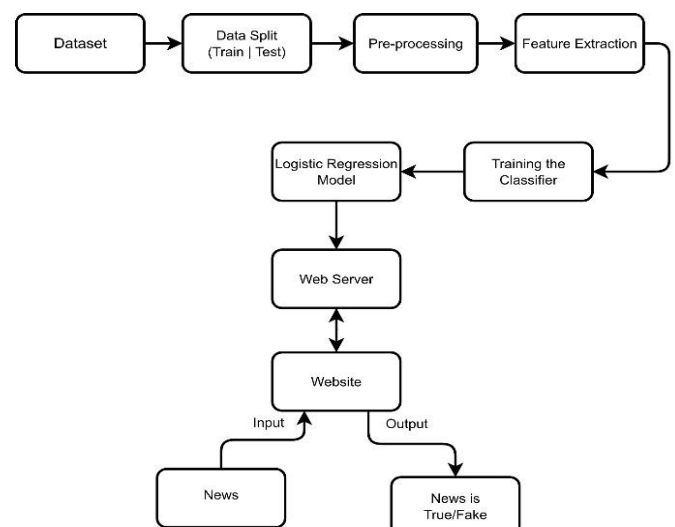 Dataset
Data Split
(Train | Test)
Pre-processing
Feature Extraction
Logistic Regression
Model
Training the
Classifier
Web Server
Website
Input
Output
News
News is
True/Fake